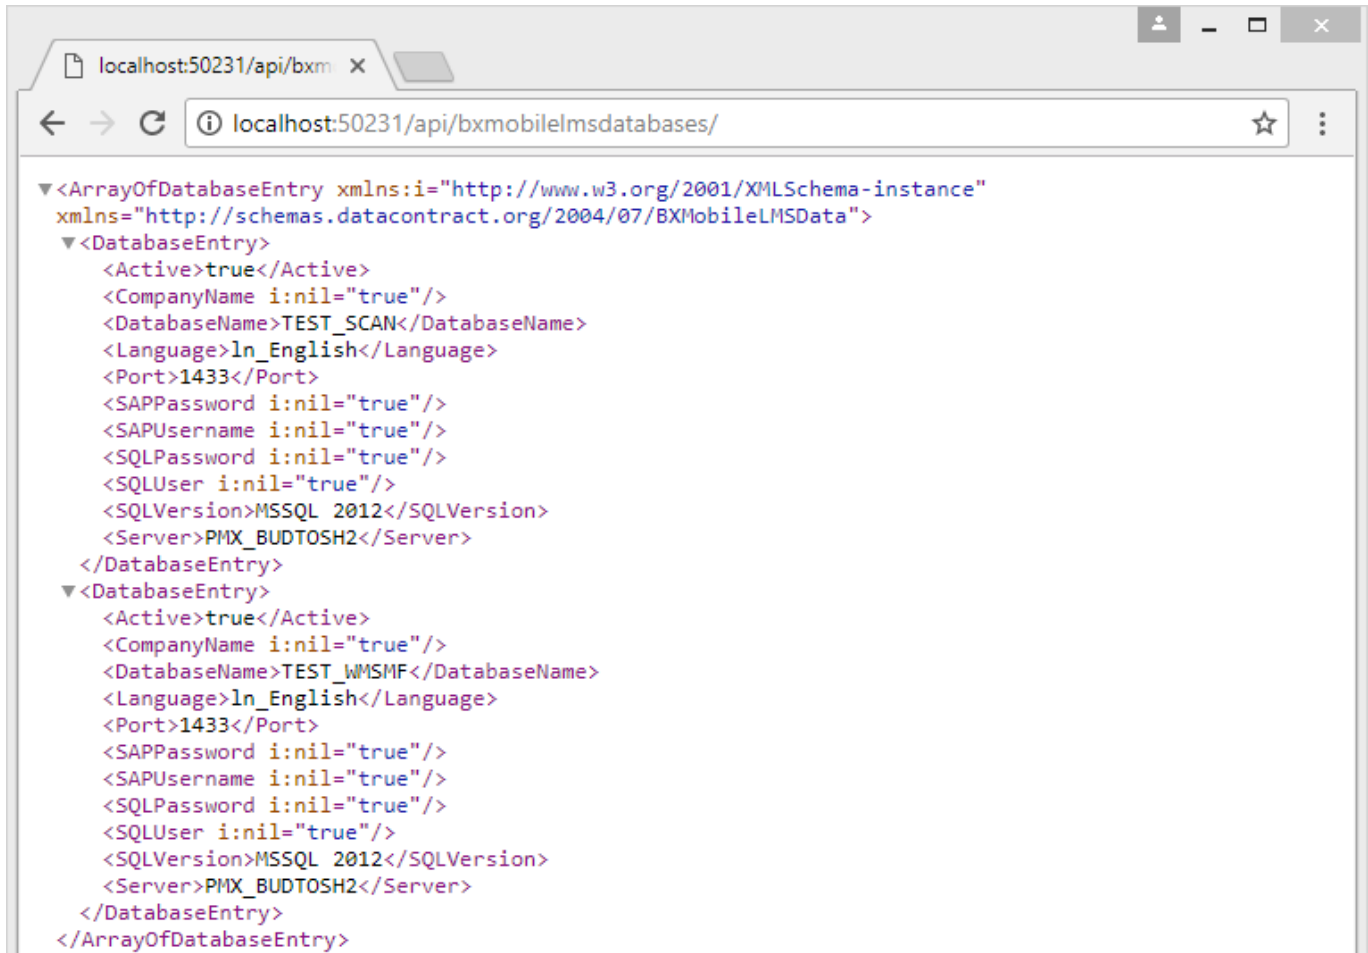 localhost:50231/api/bxm
localhost:50231/api/bxmobilelmsdatabases/
<ArrayOfDatabaseEntry xmlns:i="http://www.w3.org/2001/XMLSchema-instance"
xmlns="http://schemas.datacontract.org/2004/07/BXMobileLMSData">
<DatabaseEntry>
<Active>true</Active>
<CompanyName i:nil="true"/>
<DatabaseName>TEST_SCAN</DatabaseName>
<Language>ln_English</Language>
<Port>1433</Port>
<SAPPassword i:nil="true"/>
<SAPUsername i:nil="true"/>
<SQLPassword i:nil="true"/>
<SQLUser i:nil="true"/>
<SQLVersion>MSSQL 2012</SQLVersion>
<Server>PMX_BUDTOSH2</Server>
</DatabaseEntry>
<DatabaseEntry>
<Active>true</Active>
<CompanyName i:nil="true"/>
<DatabaseName>TEST_WMSMF</DatabaseName>
<Language>ln_English</Language>
<Port>1433</Port>
<SAPPassword i:nil="true"/>
<SAPUsername i:nil="true"/>
<SQLPassword i:nil="true"/>
<SQLUser i:nil="true"/>
<SQLVersion>MSSQL 2012</SQLVersion>
<Server>PMX_BUDTOSH2</Server>
</DatabaseEntry>
</ArrayOfDatabaseEntry>